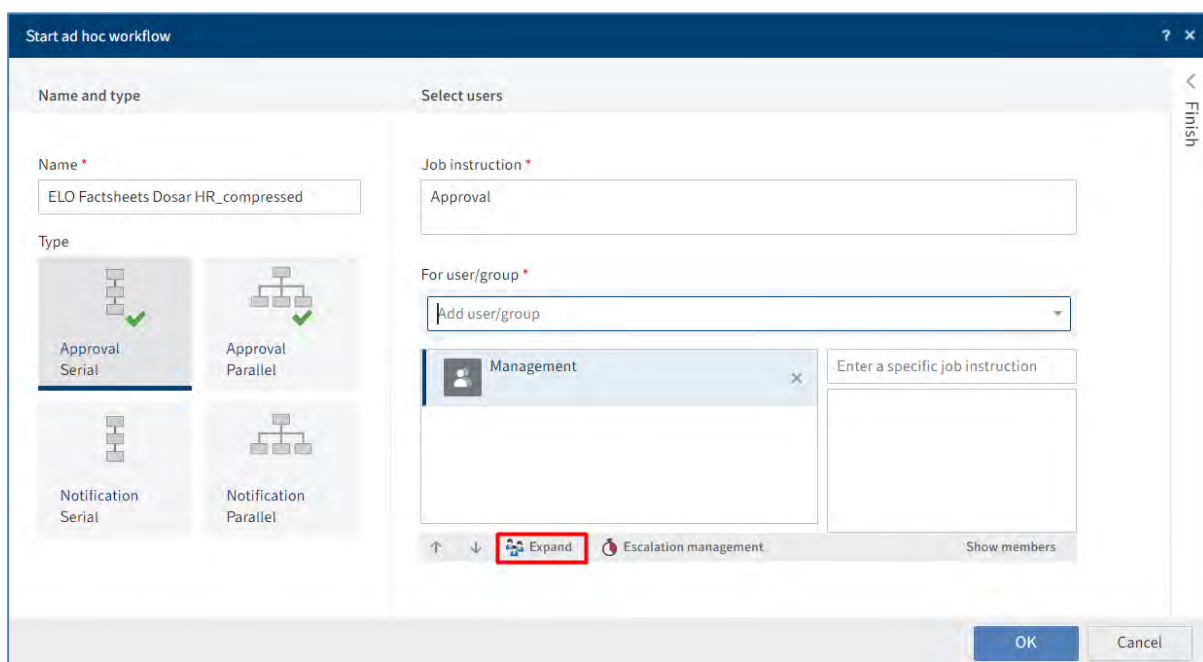 Start ad hoc workflow
? ×
Name and type
Select users
Finish
Name *
ELO Factsheets Dosar HR_compressed
Type
Approval
Serial
Approval
Parallel
Notification
Serial
Notification
Parallel
Job instruction *
Approval
For user/group *
Add user/group
Management
Enter a specific job instruction
Expand
Escalation management
Show members
OK
Cancel